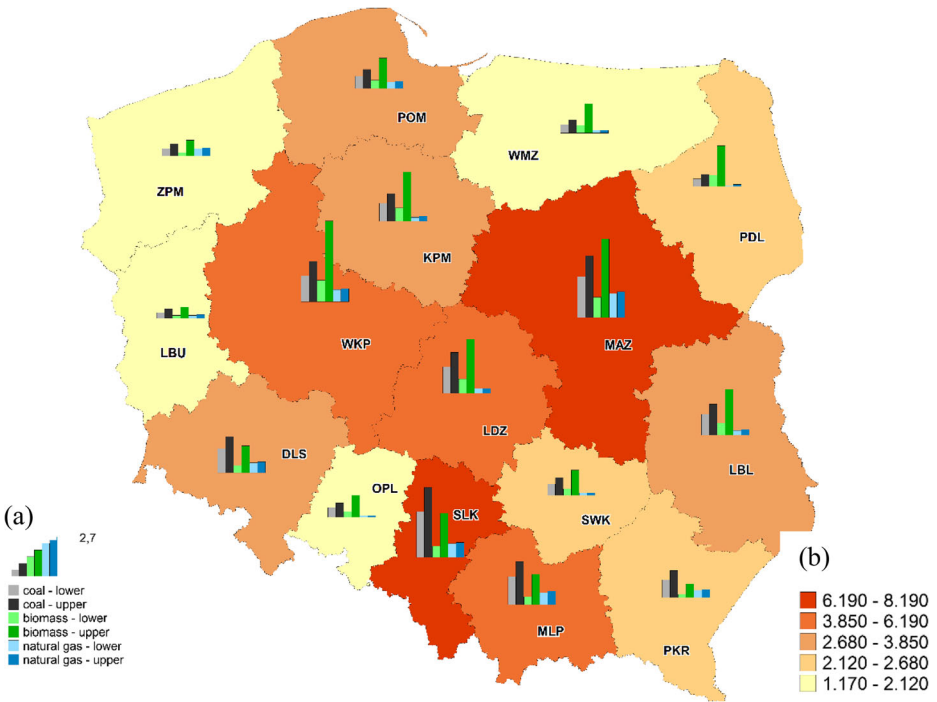 POM
WMZ
ZPM
PDL
KPM
LBU
WKP
MAZ
LDZ
DLS
LBL
OPL
SLK
SWK
MLP
PKR
(a)
2,7
coal - lower
coal - upper
biomass - lower
biomass - upper
natural gas - lower
natural gas - upper
(b)
6.190 - 8.190
3.850 - 6.190
2.680 - 3.850
2.120 - 2.680
1.170 - 2.120